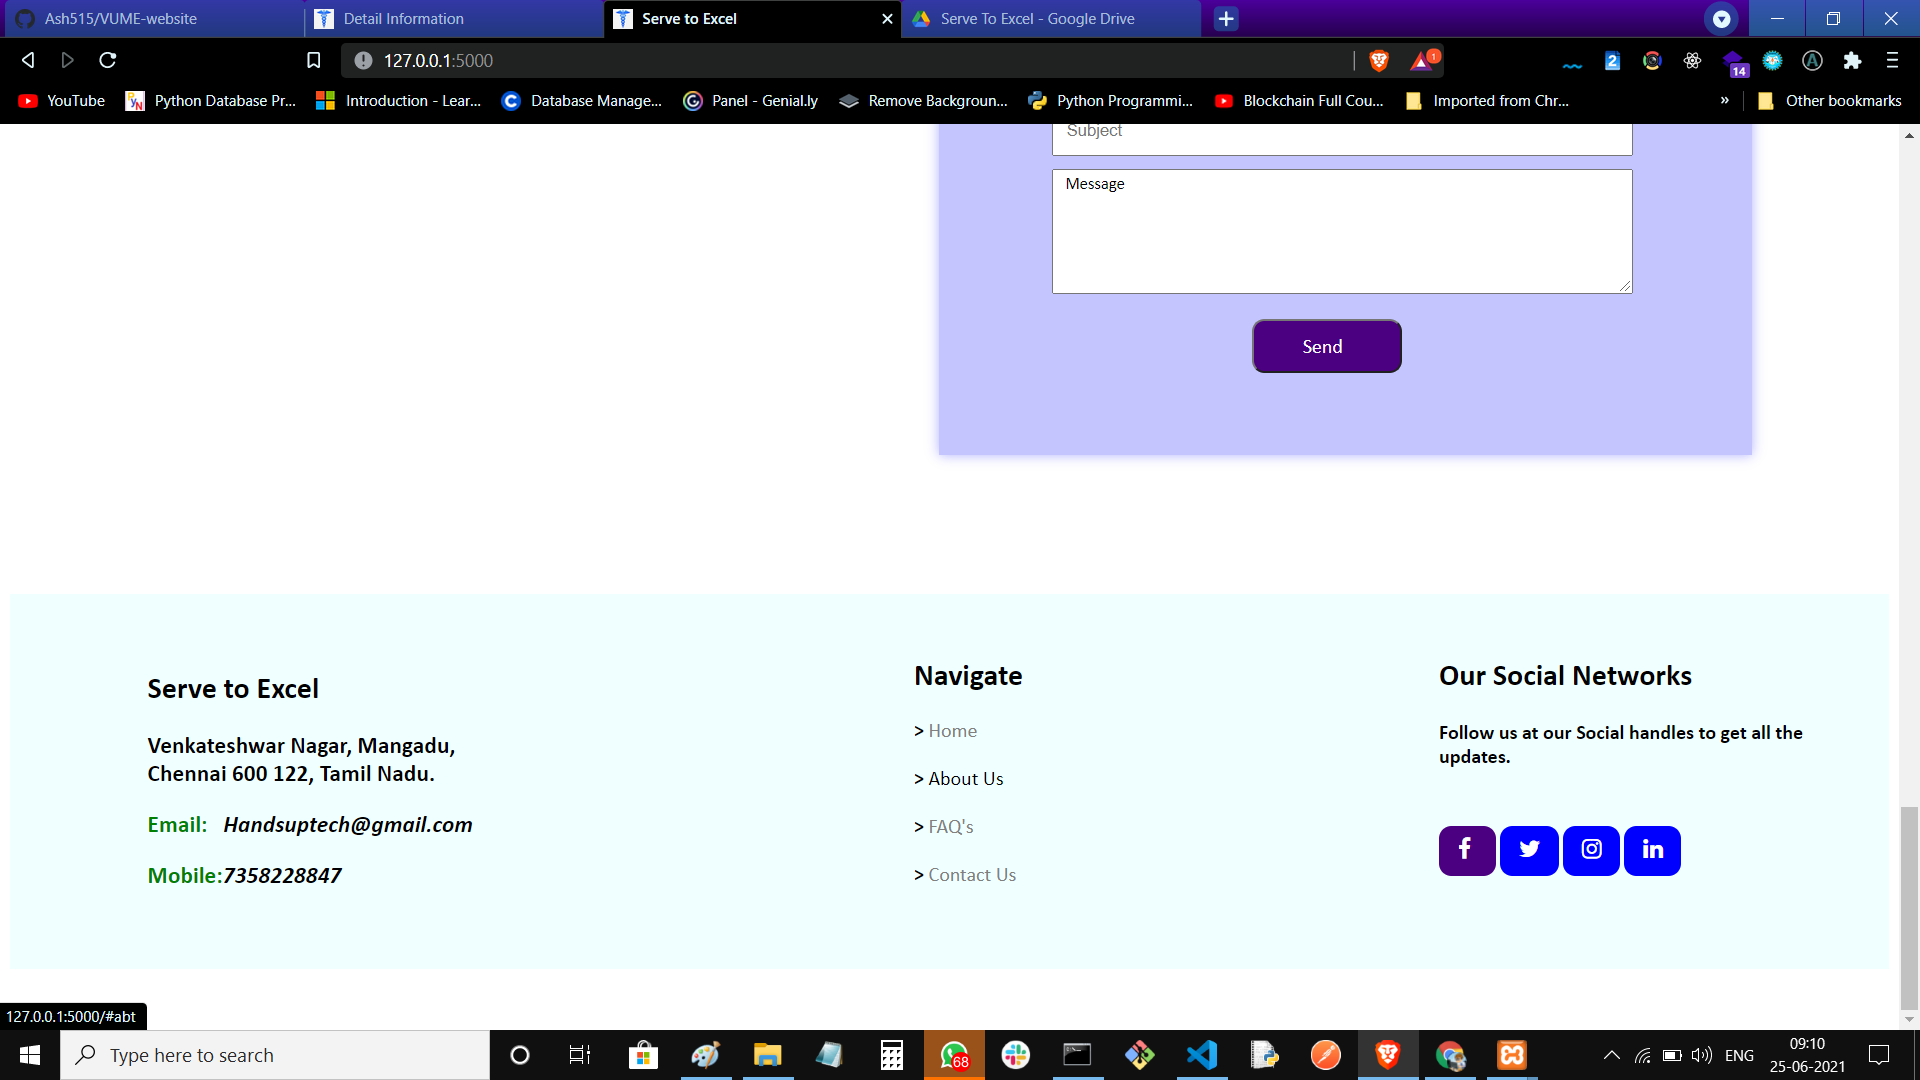 Ash515/VUME-website
Detail Information
Serve to Excel
Serve To Excel - Google Drive
127.0.0.1:5000
1
2
14
YouTube
Python Database Pr...
Introduction - Lear...
Database Manage...
Panel - Genial.ly
Remove Backgroun...
Python Programmi...
Blockchain Full Cou...
Imported from Chr...
»
Other bookmarks
Subject
Message
Send
Serve to Excel
Venkateshwar Nagar, Mangadu,
Chennai 600 122, Tamil Nadu.
Email: Handsuptech@gmail.com
Mobile:7358228847
Navigate
> Home
> About Us
> FAQ's
> Contact Us
Our Social Networks
Follow us at our Social handles to get all the
updates.
127.0.0.1:5000/#abt
Type here to search
68
ENG
09:10
25-06-2021